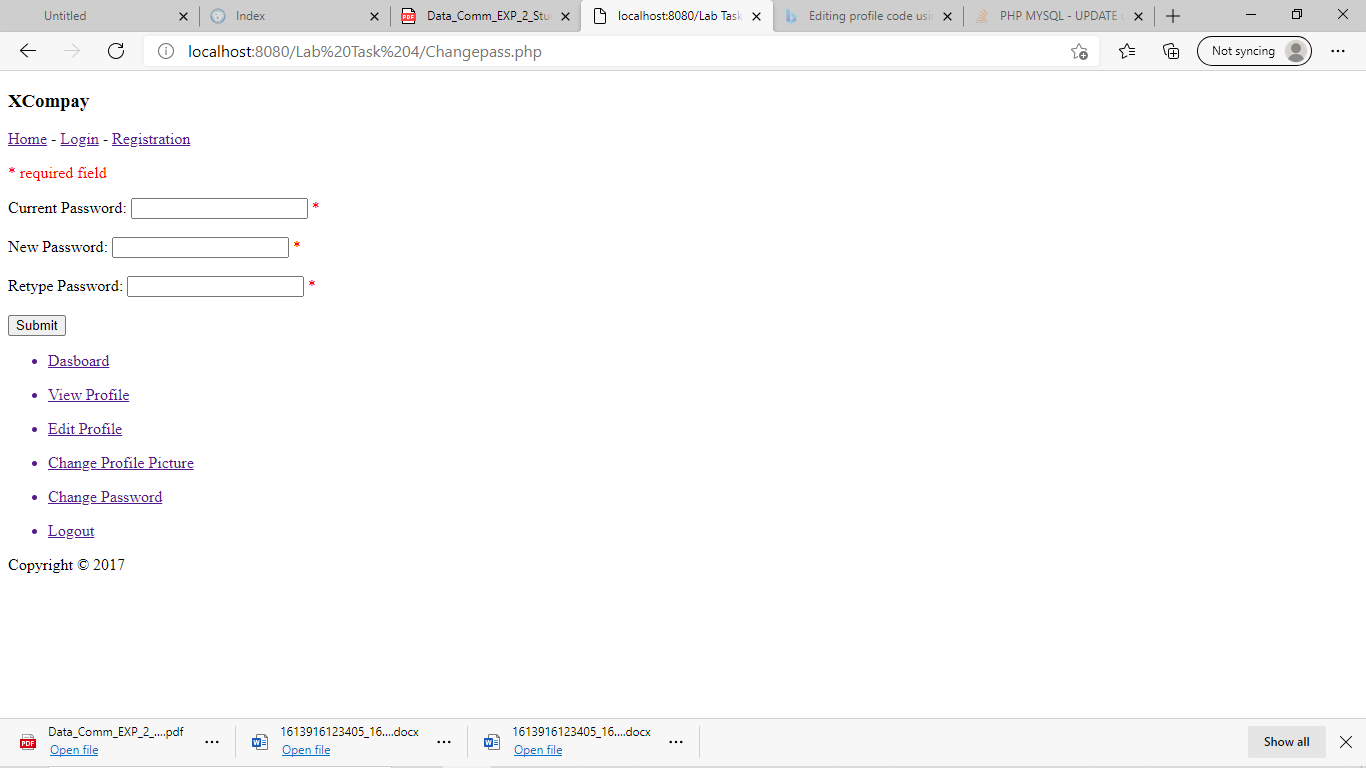 Untitled
Index
Data_Comm_EXP_2_Stu
localhost:8080/Lab Task
Editing profile code usi
PHP MYSQL - UPDATE
localhost:8080/Lab%20Task%204/Changepass.php
Not syncing
XCompay
Home - Login - Registration
* required field
Current Password: *
New Password: *
Retype Password: *
Submit
• Dasboard
• View Profile
• Edit Profile
• Change Profile Picture
• Change Password
• Logout
Copyright © 2017
PDF
Data_Comm_EXP_2_....pdf
Open file
1613916123405_16....docx
Open file
1613916123405_16....docx
Open file
Show all